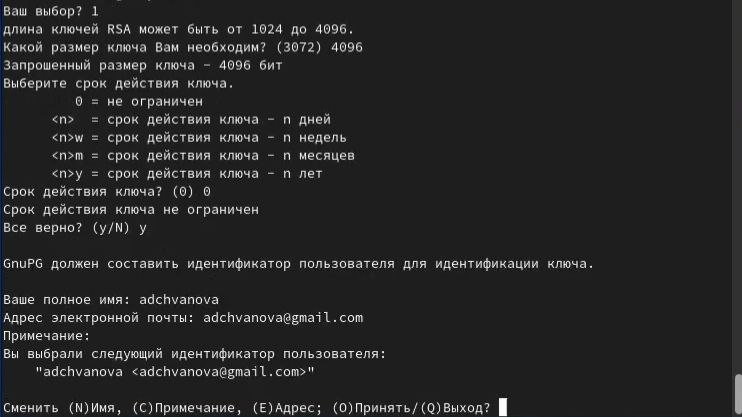 Ваш выбор? 1
длина ключей RSA может быть от 1024 до 4096.
Какой размер ключа Вам необходим? (3072) 4096
Запрошенный размер ключа - 4096 бит
Выберите срок действия ключа.
0 = не ограничен
<n> = срок действия ключа - n дней
<n>w = срок действия ключа - n недель
<n>m = срок действия ключа - n месяцев
<n>y = срок действия ключа - n лет
Срок действия ключа? (0) 0
Срок действия ключа не ограничен
Все верно? (y/N) y
GnuPG должен составить идентификатор пользователя для идентификации ключа.
Ваше полное имя: adchvanova
Адрес электронной почты: adchvanova@gmail.com
Примечание:
Вы выбрали следующий идентификатор пользователя:
"adchvanova <adchvanova@gmail.com>"
Сменить (N)Имя, (C)Примечание, (E)Адрес; (O)Принять/(Q)Выход?